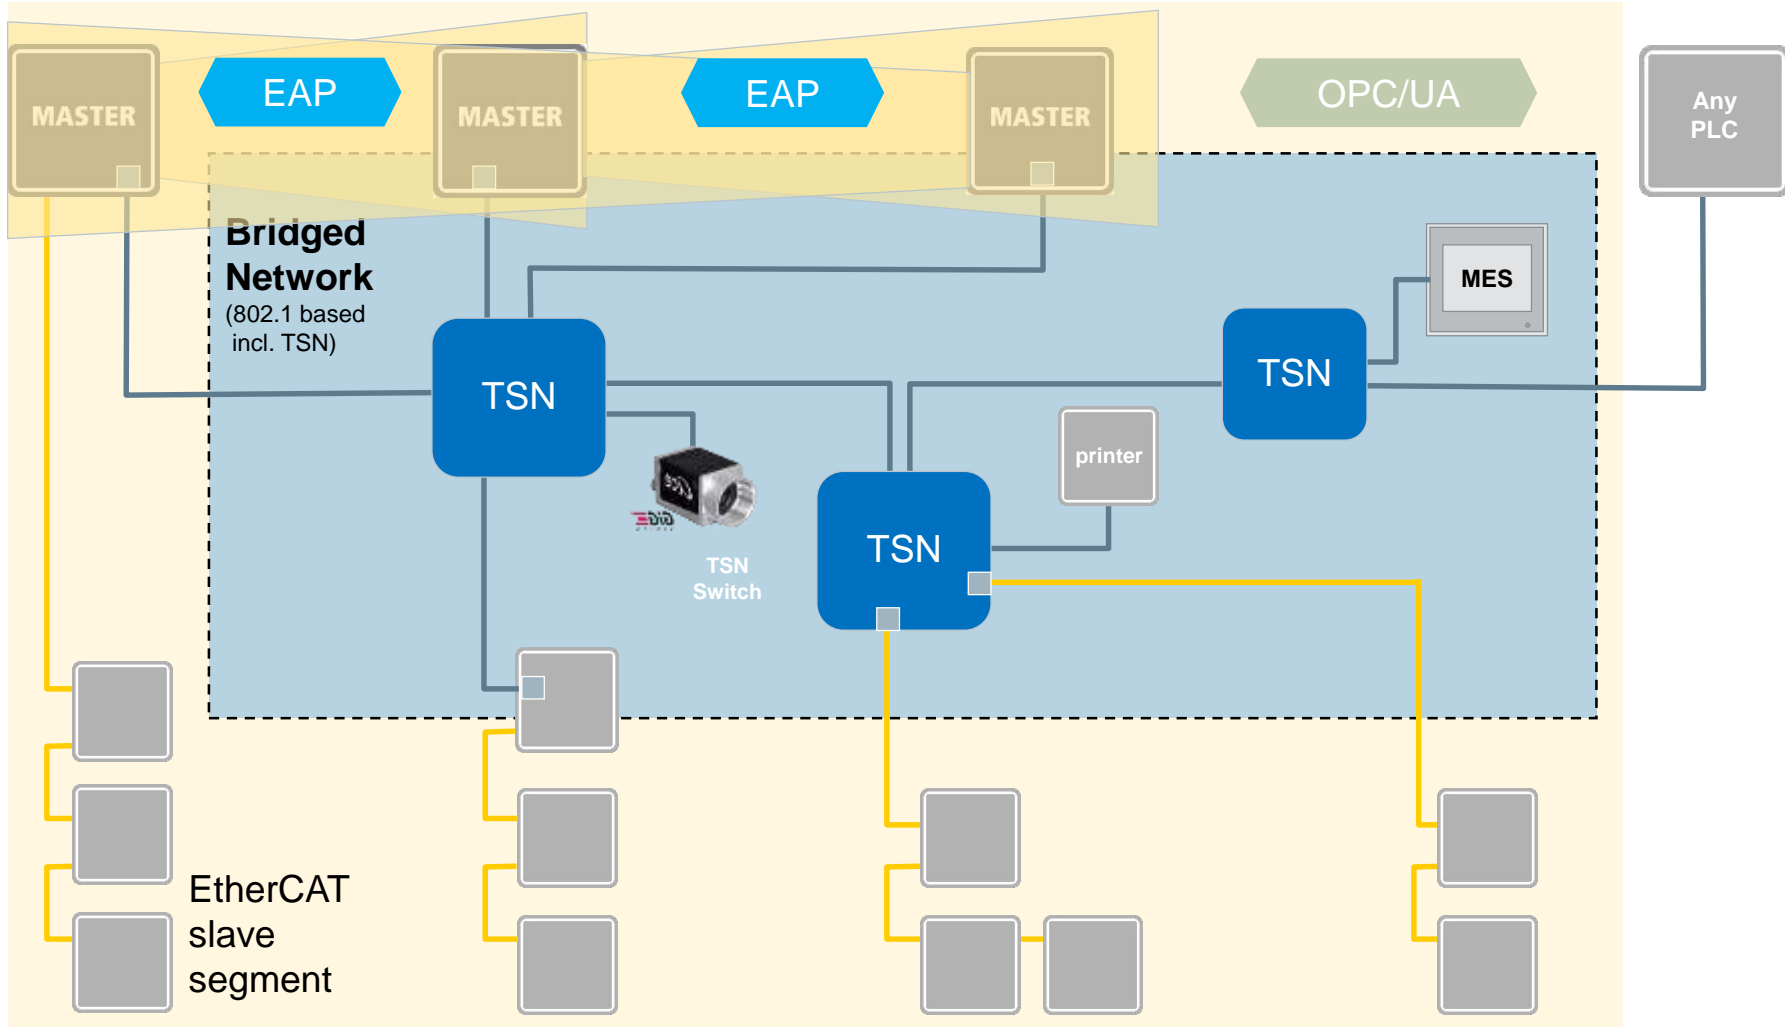 EAP
EAP
OPC/UA
MASTER
MASTER
MASTER
Any
PLC
Bridged
Network
(802.1 based
incl. TSN)
MES
TSN
TSN
printer
TSN
TSN
Switch
EtherCAT
slave
segment